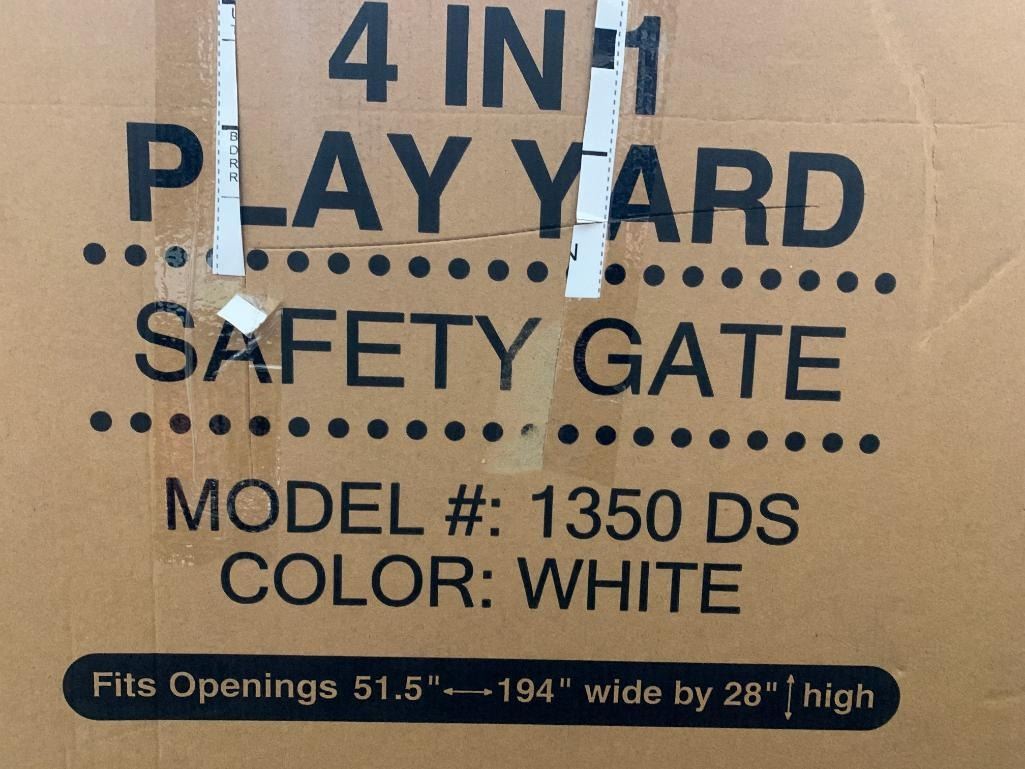 4 IN 1
PLAY YARD
SAFETY GATE
MODEL #: 1350 DS
COLOR: WHITE
Fits Openings 51.5"↔194" wide by 28"↕high
BDRR